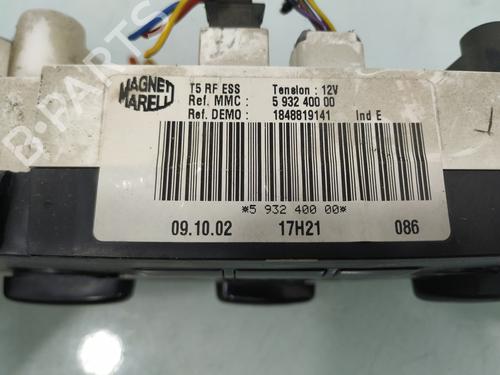 MAGNETI
MARELLI
T5 RF ESS Tension : 12V
Ref. MMC : 5 932 400 00
Ref. DEMO : 1848819141 Ind E
*5 932 400 00*
09.10.02 17H21 086
B-PARTS